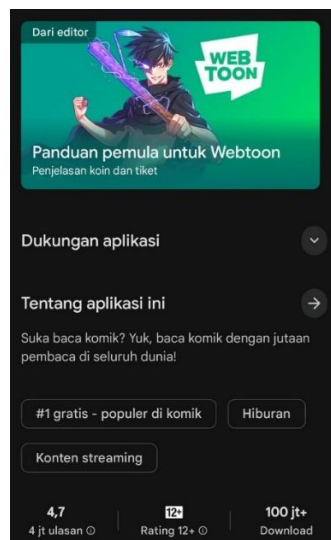 Dari editor
WEB
TOON
Panduan pemula untuk Webtoon
Penjelasan koin dan tiket
Dukungan aplikasi
Tentang aplikasi ini
Suka baca komik? Yuk, baca komik dengan jutaan
pembaca di seluruh dunia!
#1 gratis - populer di komik
Hiburan
Konten streaming
4,7
12+
100 jt+
4 jt ulasan
Rating 12+
Download